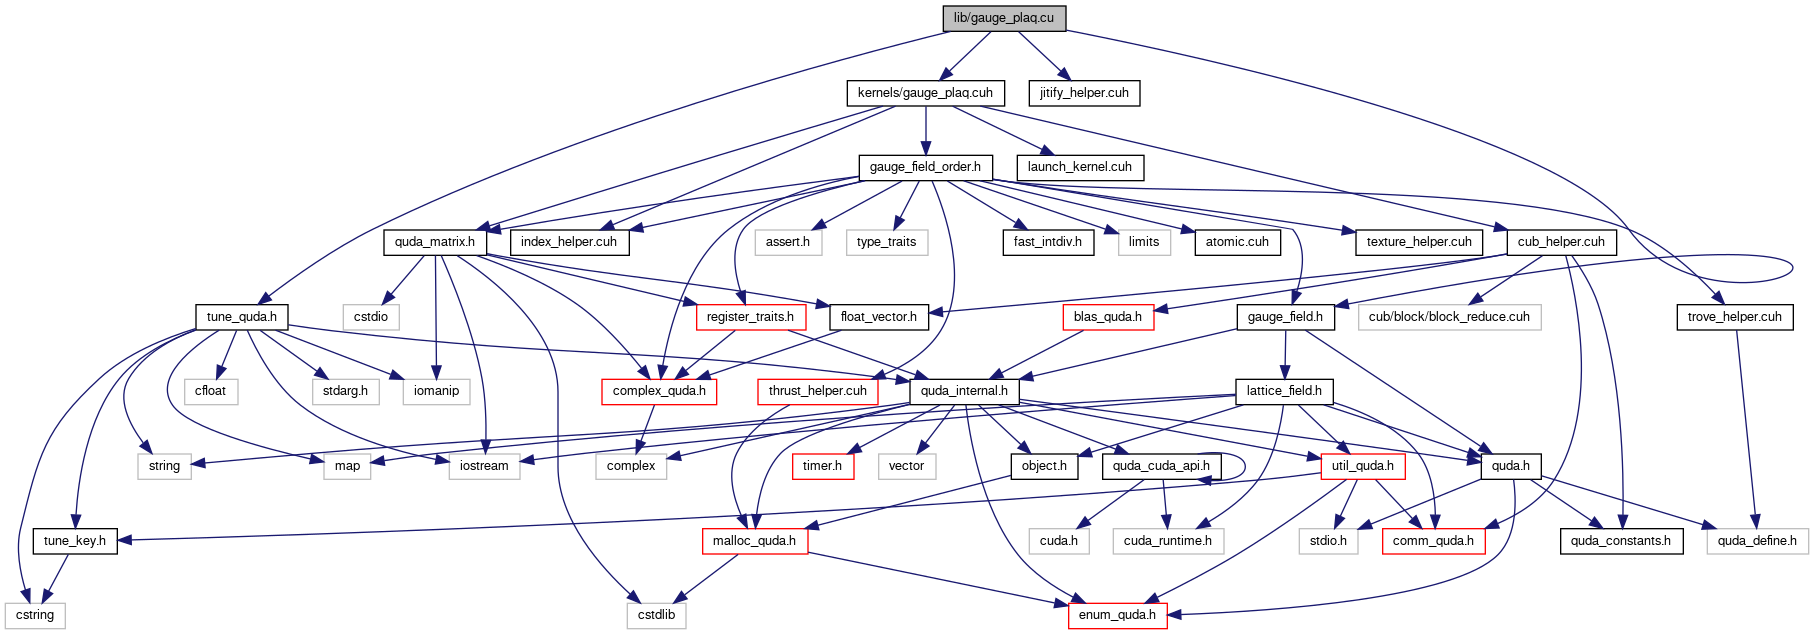 lib/gauge_plaq.cu
kernels/gauge_plaq.cuh
jitify_helper.cuh
gauge_field_order.h
launch_kernel.cuh
quda_matrix.h
index_helper.cuh
assert.h
type_traits
fast_intdiv.h
limits
atomic.cuh
texture_helper.cuh
cub_helper.cuh
tune_quda.h
cstdio
register_traits.h
float_vector.h
blas_quda.h
gauge_field.h
cub/block/block_reduce.cuh
trove_helper.cuh
cfloat
stdarg.h
iomanip
complex_quda.h
thrust_helper.cuh
quda_internal.h
lattice_field.h
string
map
iostream
complex
timer.h
vector
object.h
quda_cuda_api.h
util_quda.h
quda.h
tune_key.h
malloc_quda.h
cuda.h
cuda_runtime.h
stdio.h
comm_quda.h
quda_constants.h
quda_define.h
cstring
cstdlib
enum_quda.h